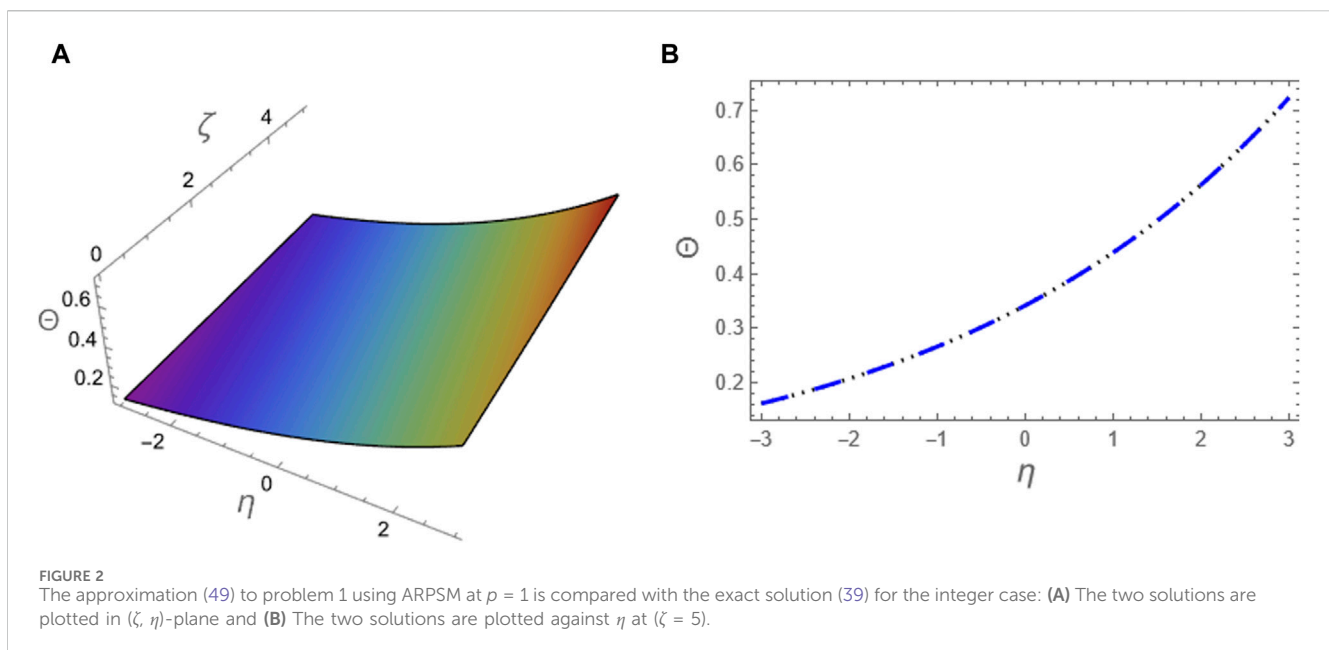 A
ζ
4
2
0
0.6
Θ
0.4
0.2
−2
0
η
2
B
0.7
0.6
0.5
Θ
0.4
0.3
0.2
−3 −2 −1 0 1 2 3
η
FIGURE 2
The approximation (49) to problem 1 using ARPSM at p = 1 is compared with the exact solution (39) for the integer case: (A) The two solutions are
plotted in (ζ, η)-plane and (B) The two solutions are plotted against η at (ζ = 5).